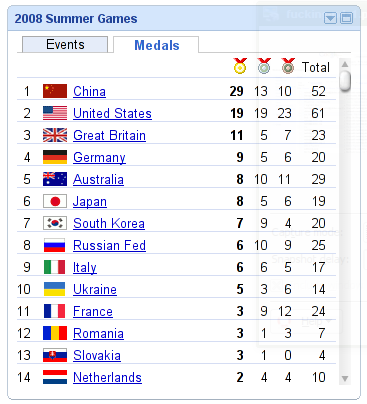 2008 Summer Games
Events Medals
Total
1 China 29 13 10 52
2 United States 19 19 23 61
3 Great Britain 11 5 7 23
4 Germany 9 5 6 20
5 Australia 8 10 11 29
6 Japan 8 5 6 19
7 South Korea 7 9 4 20
8 Russian Fed 6 10 9 25
9 Italy 6 6 5 17
10 Ukraine 5 3 6 14
11 France 3 9 12 24
12 Romania 3 1 3 7
13 Slovakia 3 1 0 4
14 Netherlands 2 4 4 10